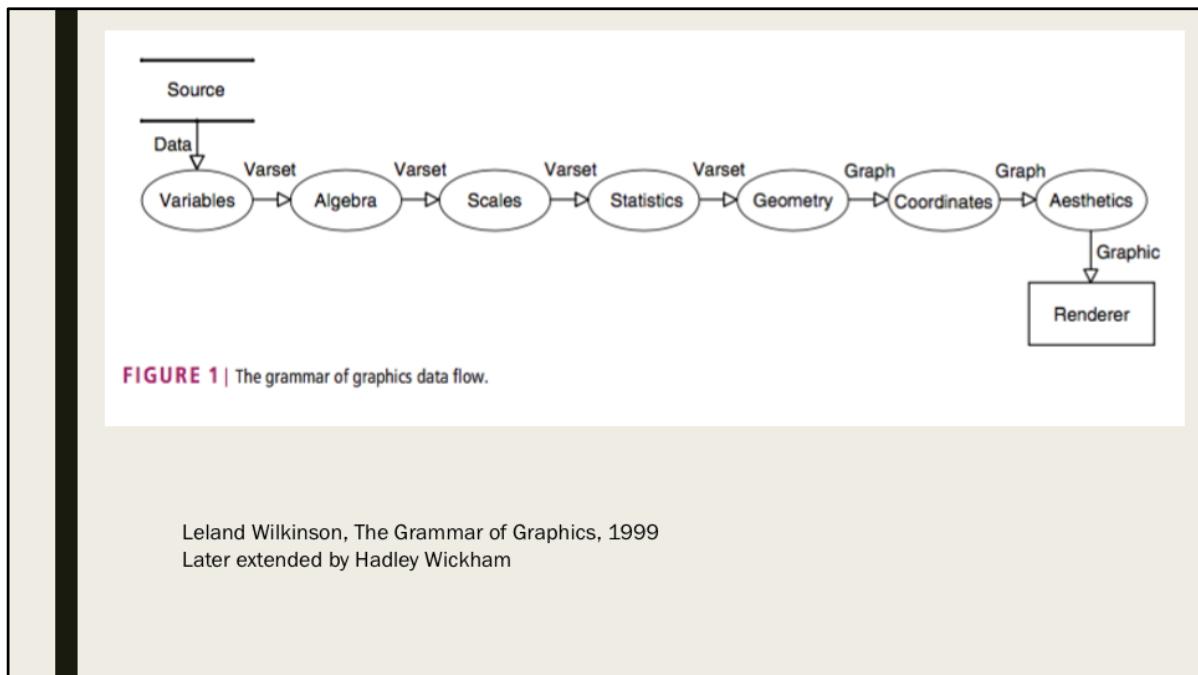 Source
Data
Varset Varset Varset Varset Graph Graph
Variables Algebra Scales Statistics Geometry Coordinates Aesthetics
Graphic
Renderer
FIGURE 1 | The grammar of graphics data flow.
Leland Wilkinson, The Grammar of Graphics, 1999
Later extended by Hadley Wickham